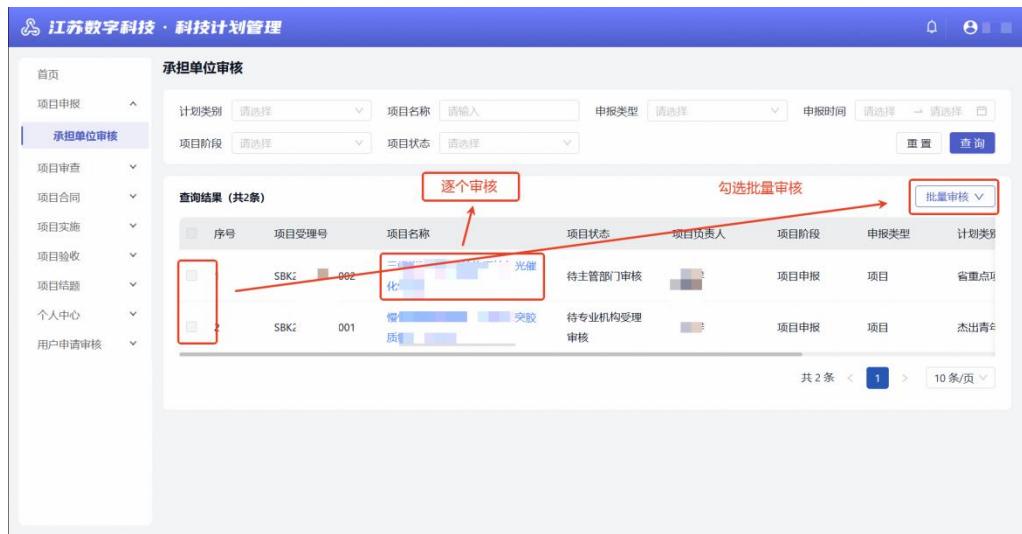 江苏数字科技 · 科技计划管理
首页
项目申报
承担单位审核
项目审查
项目合同
项目实施
项目验收
项目结题
个人中心
用户申请审核
承担单位审核
计划类别 请选择 项目名称 请输入 申报类型 请选择 申报时间 请选择 → 请选择
项目阶段 请选择 项目状态 请选择 重 置 查 询
逐个审核 勾选批量审核
查询结果（共2条） 批量审核
序号 项目受理号 项目名称 项目状态 项目负责人 项目阶段 申报类型 计划类别
SBK2 002 光催 待主管部门审核 项目申报 项目 省重点
化
2 SBK2 001 突胶 待专业机构受理 项目申报 项目 杰出青年
质 审核
共 2 条 < 1 > 10 条/页